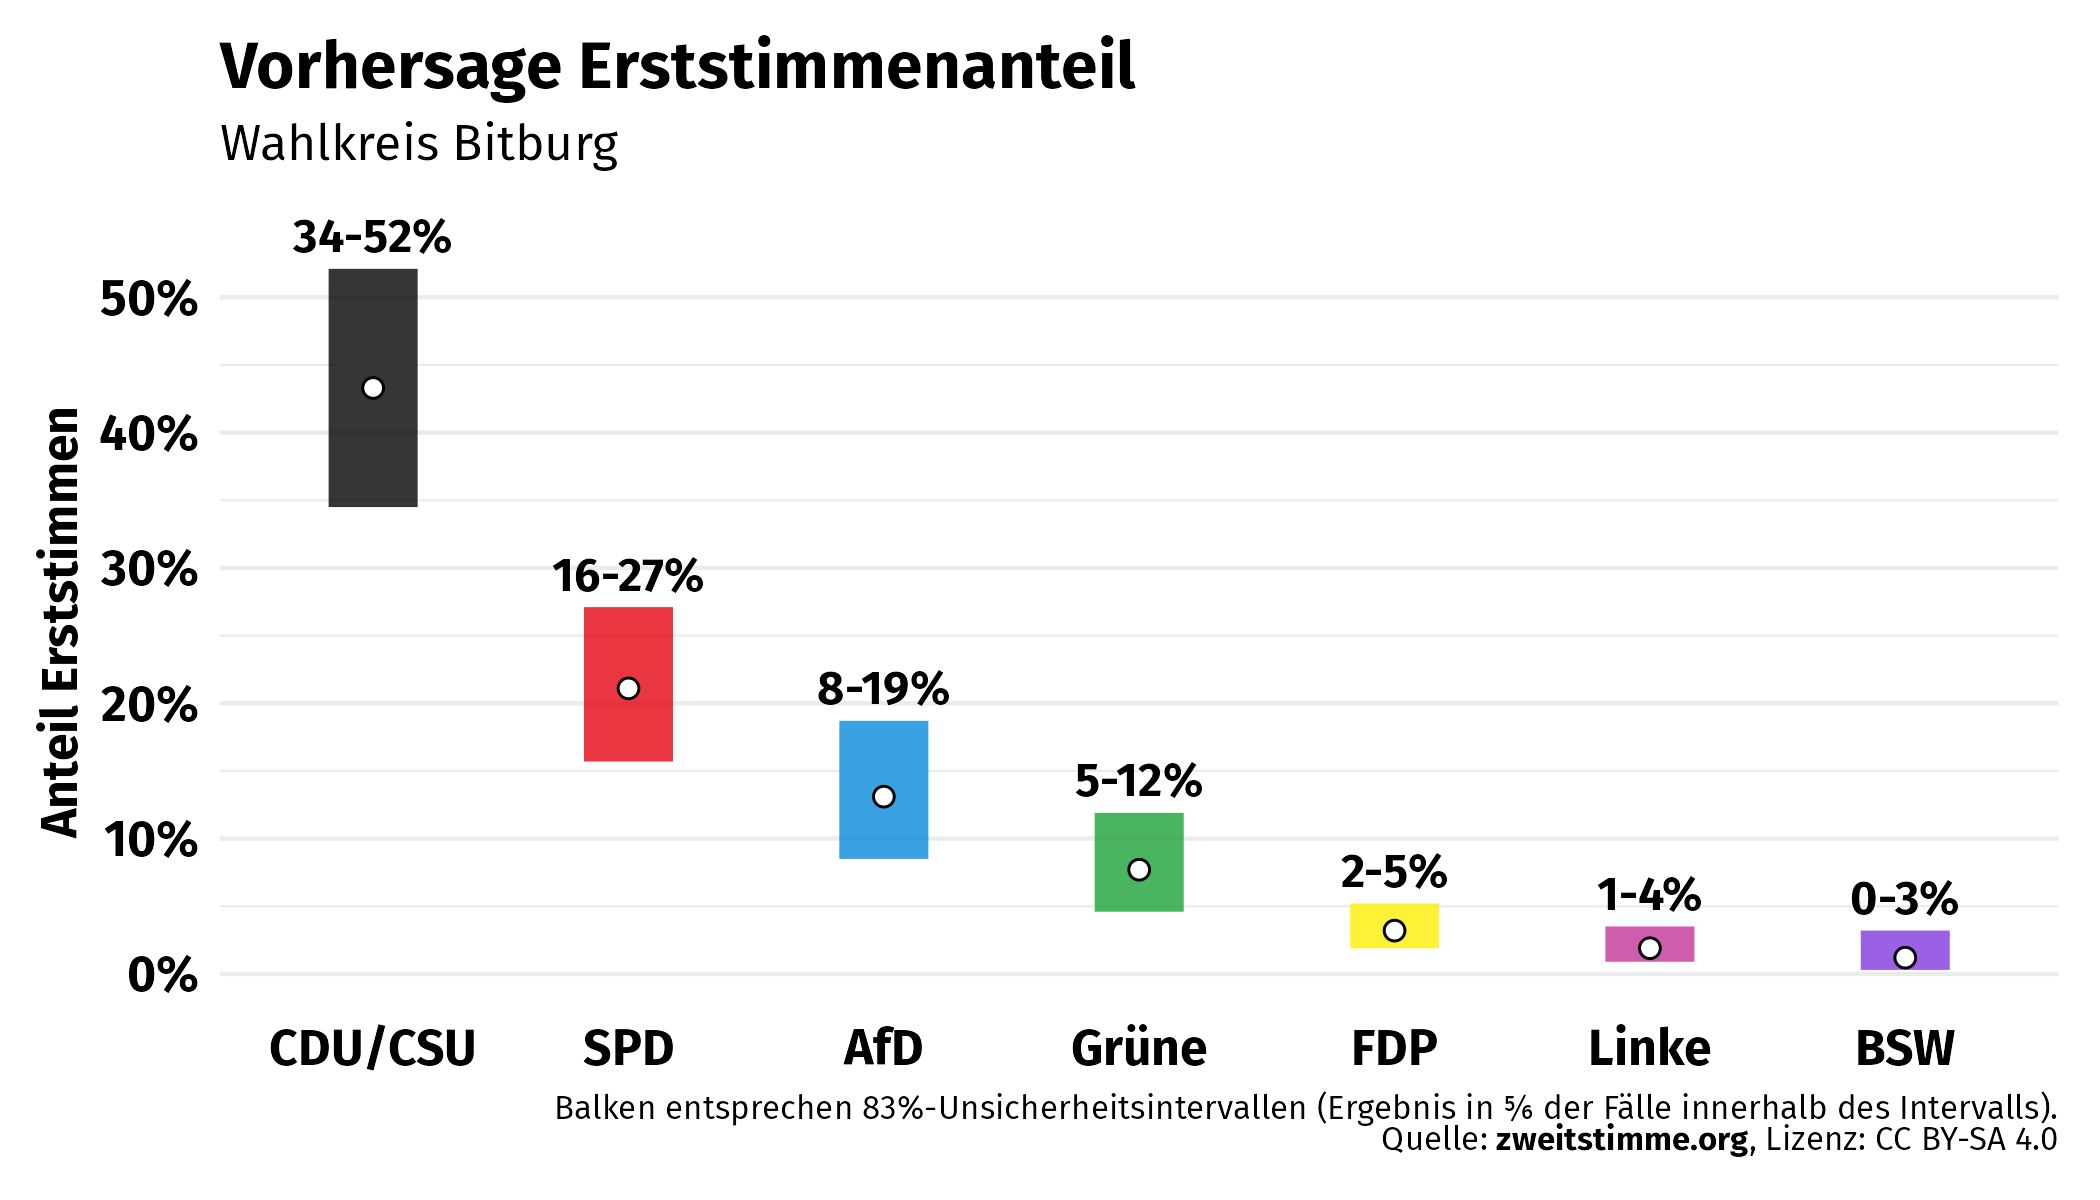 Vorhersage Erststimmenanteil
Wahlkreis Bitburg
Anteil Erststimmen
50%
40%
30%
20%
10%
0%
34-52%
16-27%
8-19%
5-12%
2-5%
1-4%
0-3%
CDU/CSU SPD AfD Grüne FDP Linke BSW
Balken entsprechen 83%-Unsicherheitsintervallen (Ergebnis in ⅚ der Fälle innerhalb des Intervalls).
Quelle: zweitstimme.org, Lizenz: CC BY-SA 4.0